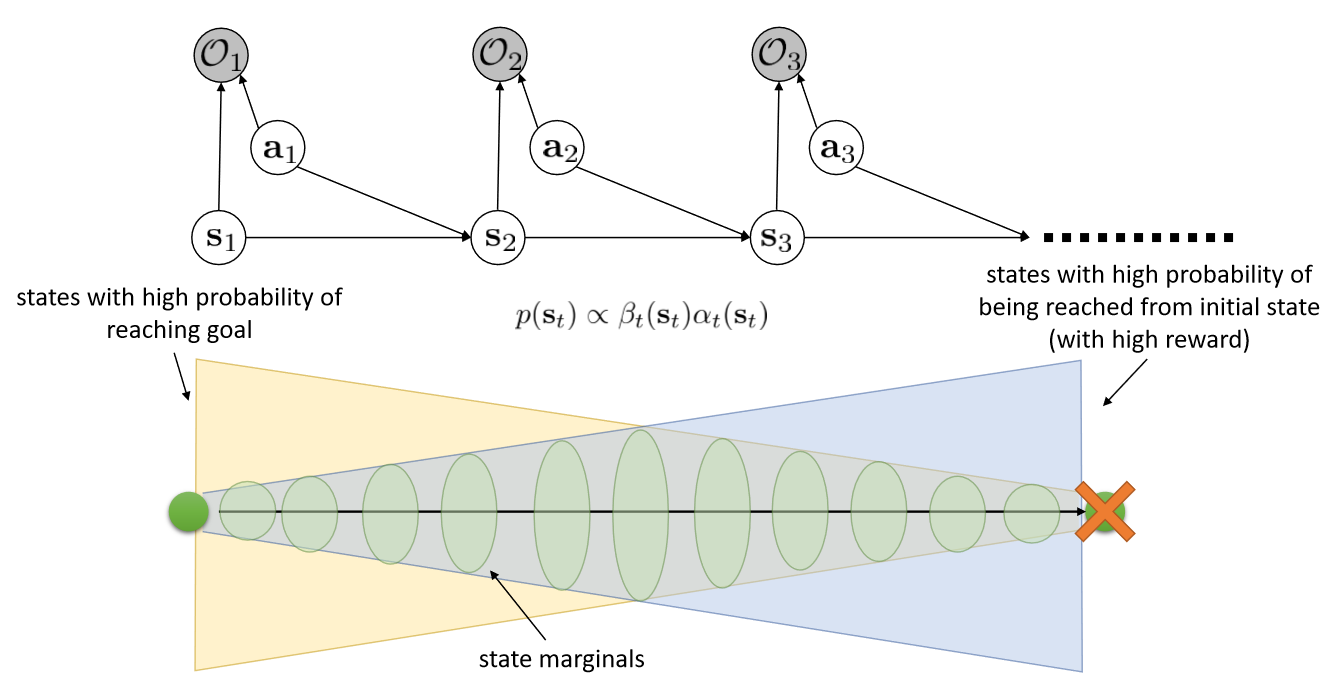 𝒪₁ 𝒪₂ 𝒪₃
a₁ a₂ a₃
s₁ s₂ s₃
states with high probability of
reaching goal
p(sₜ) ∝ βₜ(sₜ)αₜ(sₜ)
states with high probability of
being reached from initial state
(with high reward)
state marginals